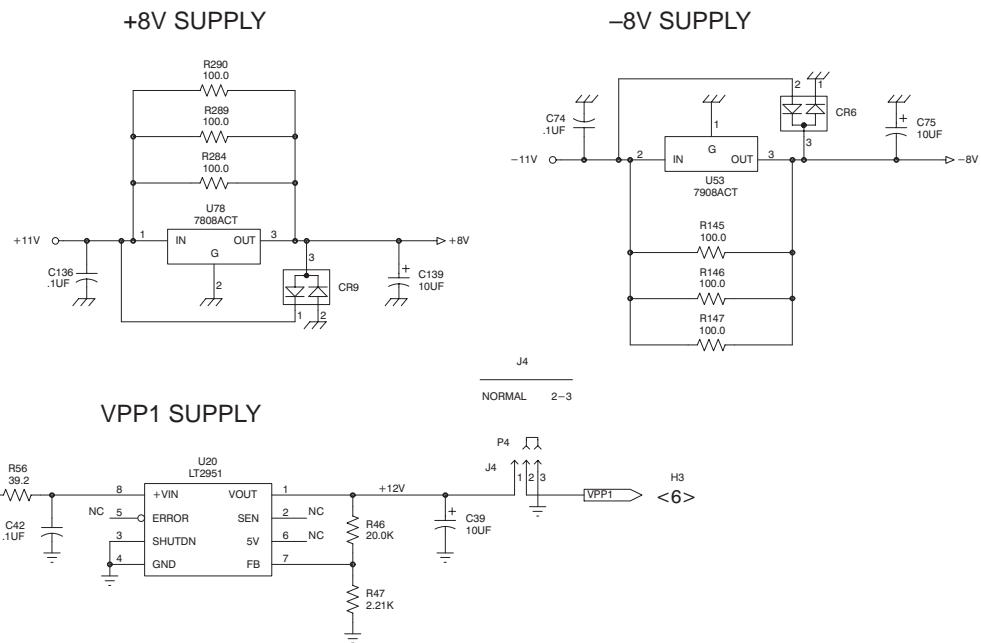 +8V SUPPLY
R290
100.0
R289
100.0
R284
100.0
U78
7808ACT
+11V
1
IN
OUT
3
+8V
G
2
C136
.1UF
3
CR9
1
2
C139
10UF
+
–8V SUPPLY
2
1
CR6
3
C74
.1UF
1
+
C75
10UF
–11V
2
IN
G
OUT
3
–8V
U53
7908ACT
R145
100.0
R146
100.0
R147
100.0
J4
NORMAL 2–3
VPP1 SUPPLY
R56
39.2
C42
.1UF
U20
LT2951
8
+VIN
VOUT
1
+12V
NC
5
ERROR
SEN
2
NC
3
SHUTDN
5V
6
NC
4
GND
FB
7
R46
20.0K
R47
2.21K
+
C39
10UF
P4
J4
1
2
3
VPP1
H3
<6>